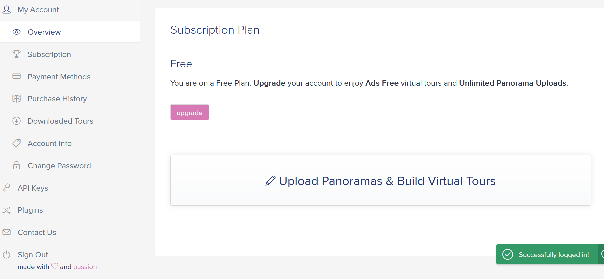 My Account
Overview
Subscription
Payment Methods
Purchase History
Downloaded Tours
Account Info
Change Password
API Keys
Plugins
Contact Us
Sign Out
made with and passion
Subscription Plan
Free
You are on a Free Plan. Upgrade your account to enjoy Ads Free virtual tours and Unlimited Panorama Uploads.
upgrade
Upload Panoramas & Build Virtual Tours
Successfully logged in!